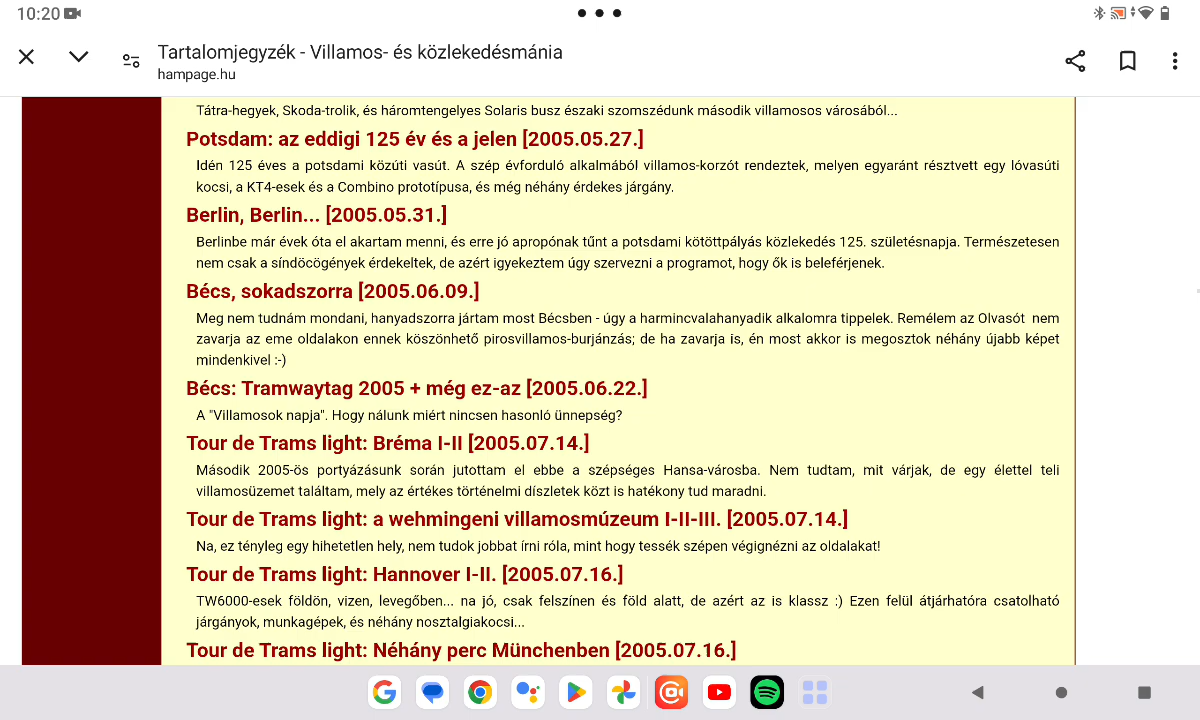 10:20
Tartalomjegyzék - Villamos- és közlekedésmánia
hampage.hu
Tátra-hegyek, Skoda-trolik, és háromtengelyes Solaris busz északi szomszédunk második villamosos városából...
Potsdam: az eddigi 125 év és a jelen [2005.05.27.]
Idén 125 éves a potsdami közúti vasút. A szép évforduló alkalmából villamos-korzót rendeztek, melyen egyaránt résztvett egy lóvasúti
kocsi, a KT4-esek és a Combino prototípusa, és még néhány érdekes járgány.
Berlin, Berlin... [2005.05.31.]
Berlinbe már évek óta el akartam menni, és erre jó apropónak tűnt a potsdami kötöttpályás közlekedés 125. születésnapja. Természetesen
nem csak a síndöcögények érdekeltek, de azért igyekeztem úgy szervezni a programot, hogy ők is beleférjenek.
Bécs, sokadszorra [2005.06.09.]
Meg nem tudnám mondani, hanyadszorra jártam most Bécsben - úgy a harmincvalahanyadik alkalomra tippelek. Remélem az Olvasót nem
zavarja az eme oldalakon ennek köszönhető pirosvillamos-burjánzás; de ha zavarja is, én most akkor is megosztok néhány újabb képet
mindenkivel :-)
Bécs: Tramwaytag 2005 + még ez-az [2005.06.22.]
A "Villamosok napja". Hogy nálunk miért nincsen hasonló ünnepség?
Tour de Trams light: Bréma I-II [2005.07.14.]
Második 2005-ös portyázásunk során jutottam el ebbe a szépséges Hansa-városba. Nem tudtam, mit várjak, de egy élettel teli
villamosüzemet találtam, mely az értékes történelmi díszletek közt is hatékony tud maradni.
Tour de Trams light: a wehmingeni villamosmúzeum I-II-III. [2005.07.14.]
Na, ez tényleg egy hihetetlen hely, nem tudok jobbat írni róla, mint hogy tessék szépen végignézni az oldalakat!
Tour de Trams light: Hannover I-II. [2005.07.16.]
TW6000-esek földön, vizen, levegőben... na jó, csak felszínen és föld alatt, de azért az is klassz :) Ezen felül átjárhatóra csatolható
járgányok, munkagépek, és néhány nosztalgiakocsi...
Tour de Trams light: Néhány perc Münchenben [2005.07.16.]